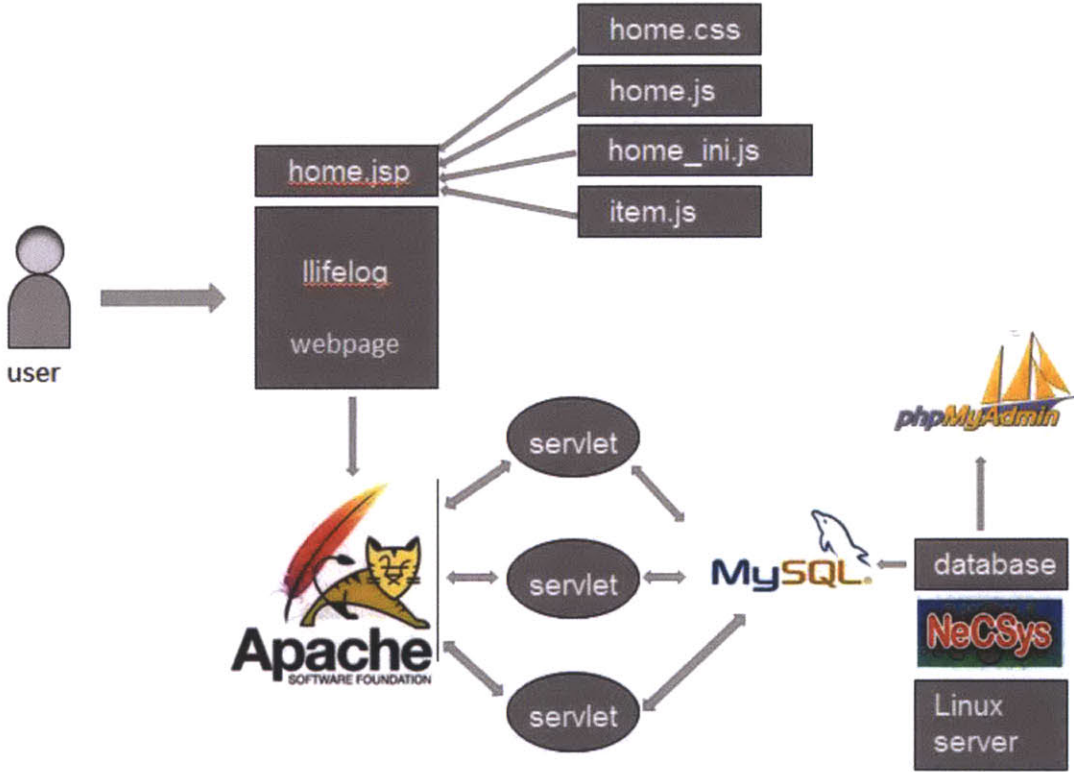 home.css
home.js
home_ini.js
item.js
home.jsp
llifelog
webpage
user
phpMyAdmin
servlet
servlet
servlet
Apache
SOFTWARE FOUNDATION
MySQL®
database
NeCSys
Linux
server